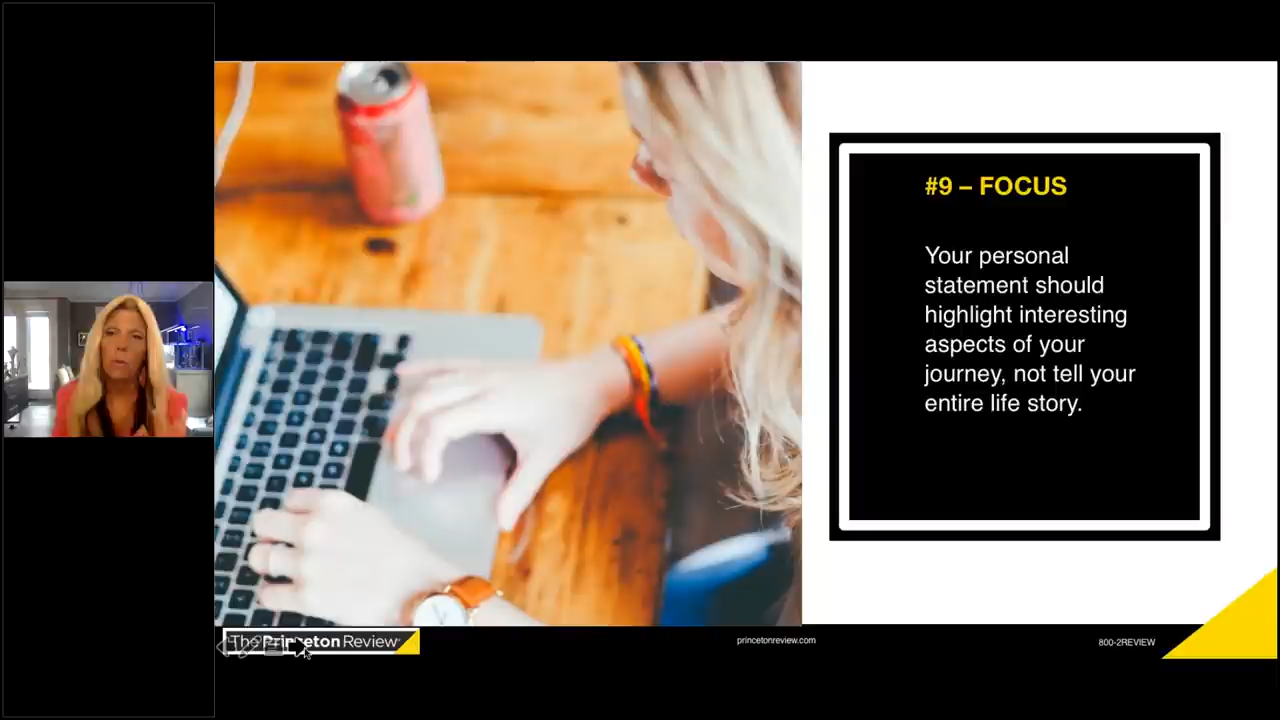 #9 – FOCUS
Your personal
statement should
highlight interesting
aspects of your
journey, not tell your
entire life story.
The Princeton Review
princetonreview.com
800-2REVIEW